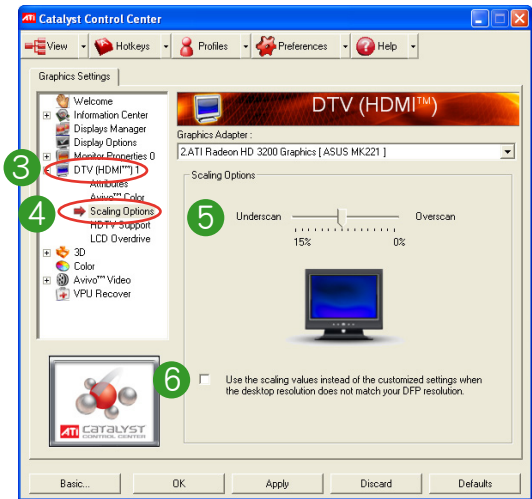 Catalyst Control Center
View Hotkeys Profiles Preferences Help
Graphics Settings
Welcome
Information Center
Displays Manager
Display Options
Monitor Properties 0
3
DTV (HDMI™) 1
Attributes
Avivo™ Color
4
Scaling Options
HDTV Support
LCD Overdrive
3D
Color
Avivo™ Video
VPU Recover
ATI CATALYST
CONTROL CENTER
DTV (HDMI™)
Graphics Adapter :
2.ATI Radeon HD 3200 Graphics [ ASUS MK221 ]
Scaling Options
5
Underscan Overscan
15% 0%
6
Use the scaling values instead of the customized settings when
the desktop resolution does not match your DFP resolution.
Basic... OK Apply Discard Defaults